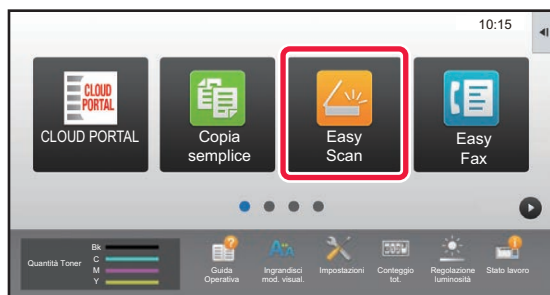 10:15
CLOUD
PORTAL
CLOUD PORTAL
Copia
semplice
Easy
Scan
Easy
Fax
Quantità Toner
Bk
C
M
Y
Guida
Operativa
Ingrandisci
mod. visual.
Impostazioni
Conteggio
tot.
Regolazione
luminosità
Stato lavoro